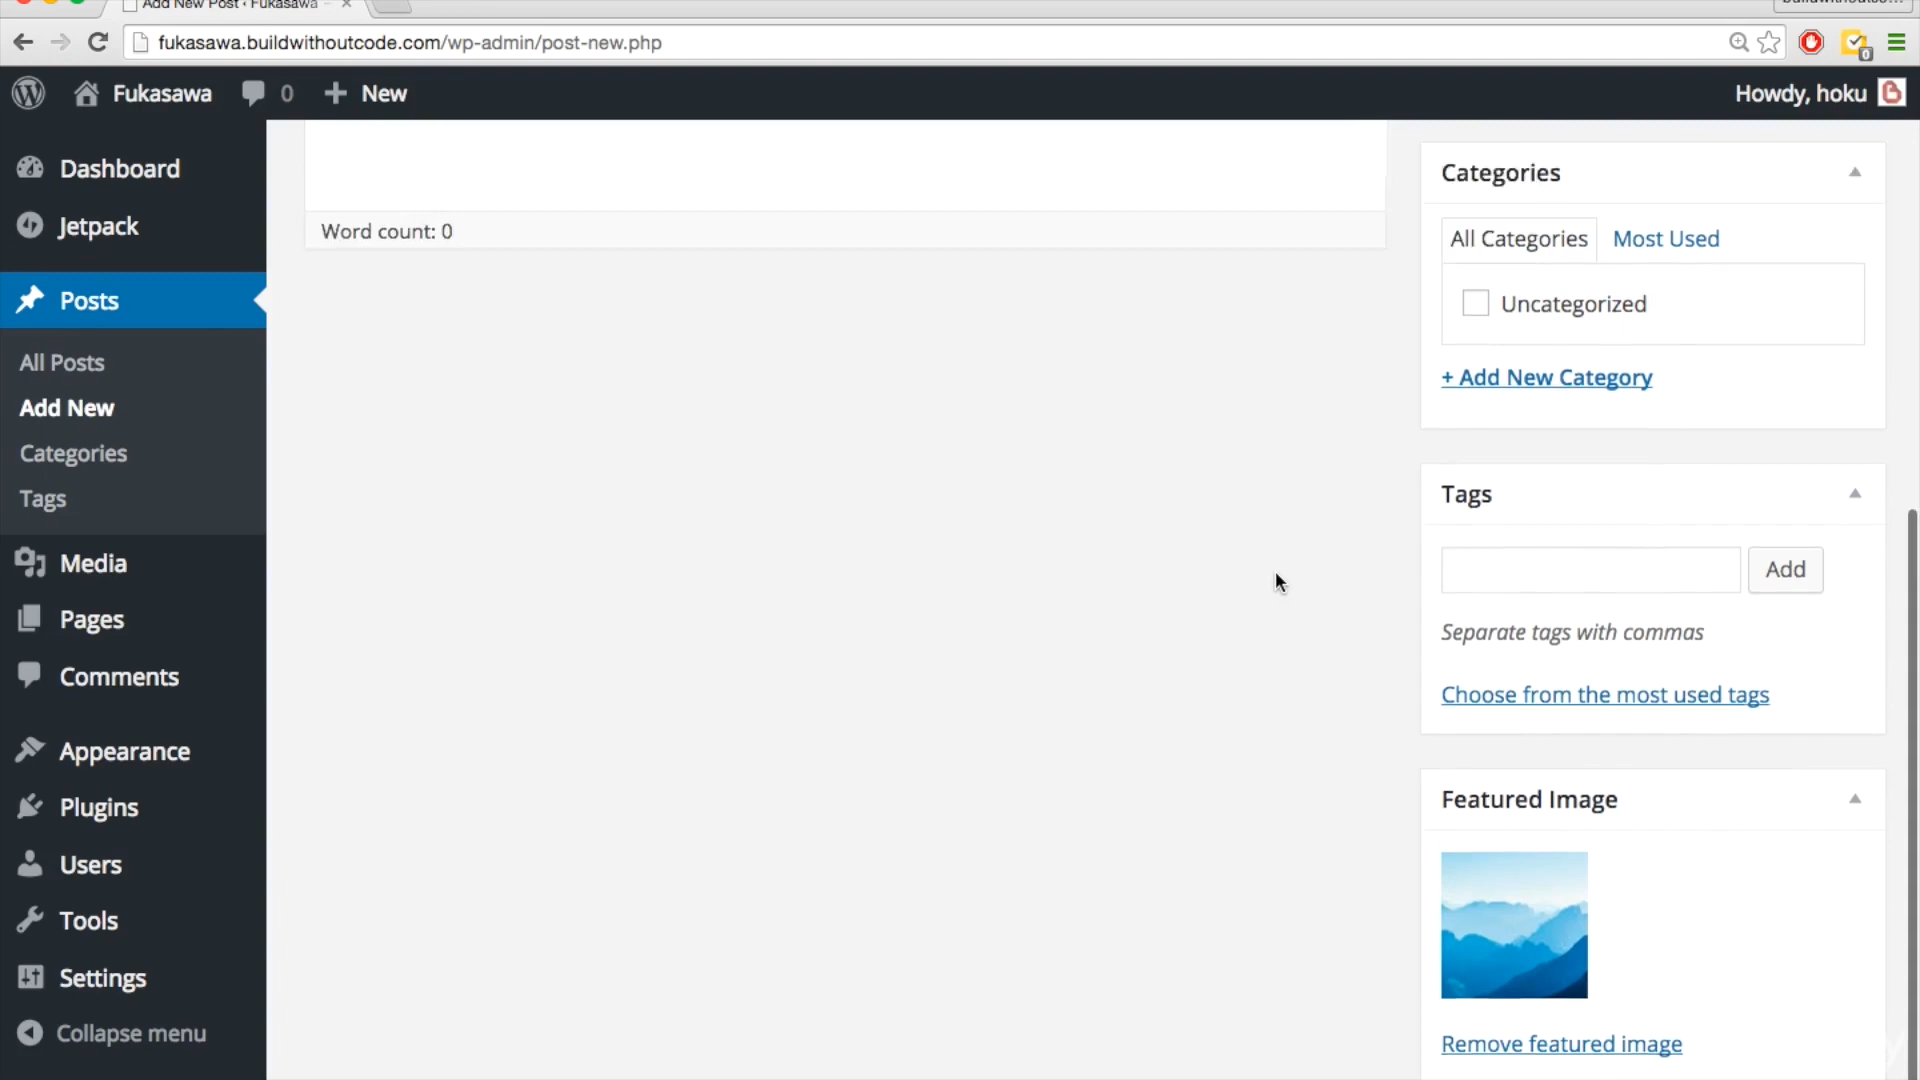 Add New Post ‹ Fukasawa –
fukasawa.buildwithoutcode.com/wp-admin/post-new.php
0
Fukasawa
0
New
Howdy, hoku
Dashboard
Jetpack
Posts
All Posts
Add New
Categories
Tags
Media
Pages
Comments
Appearance
Plugins
Users
Tools
Settings
Collapse menu
Word count: 0
Categories
All Categories
Most Used
Uncategorized
+ Add New Category
Tags
Add
Separate tags with commas
Choose from the most used tags
Featured Image
Remove featured image